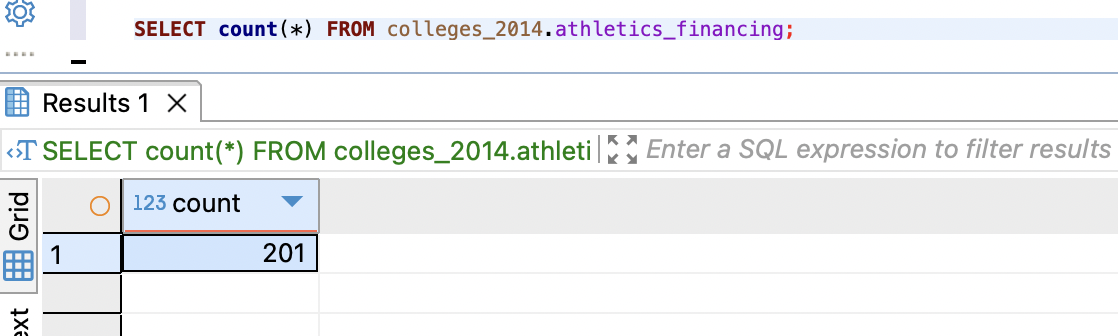 SELECT count(*) FROM colleges_2014.athletics_financing;
Results 1
SELECT count(*) FROM colleges_2014.athleti
Enter a SQL expression to filter results
Grid
123 count
1
201
ext